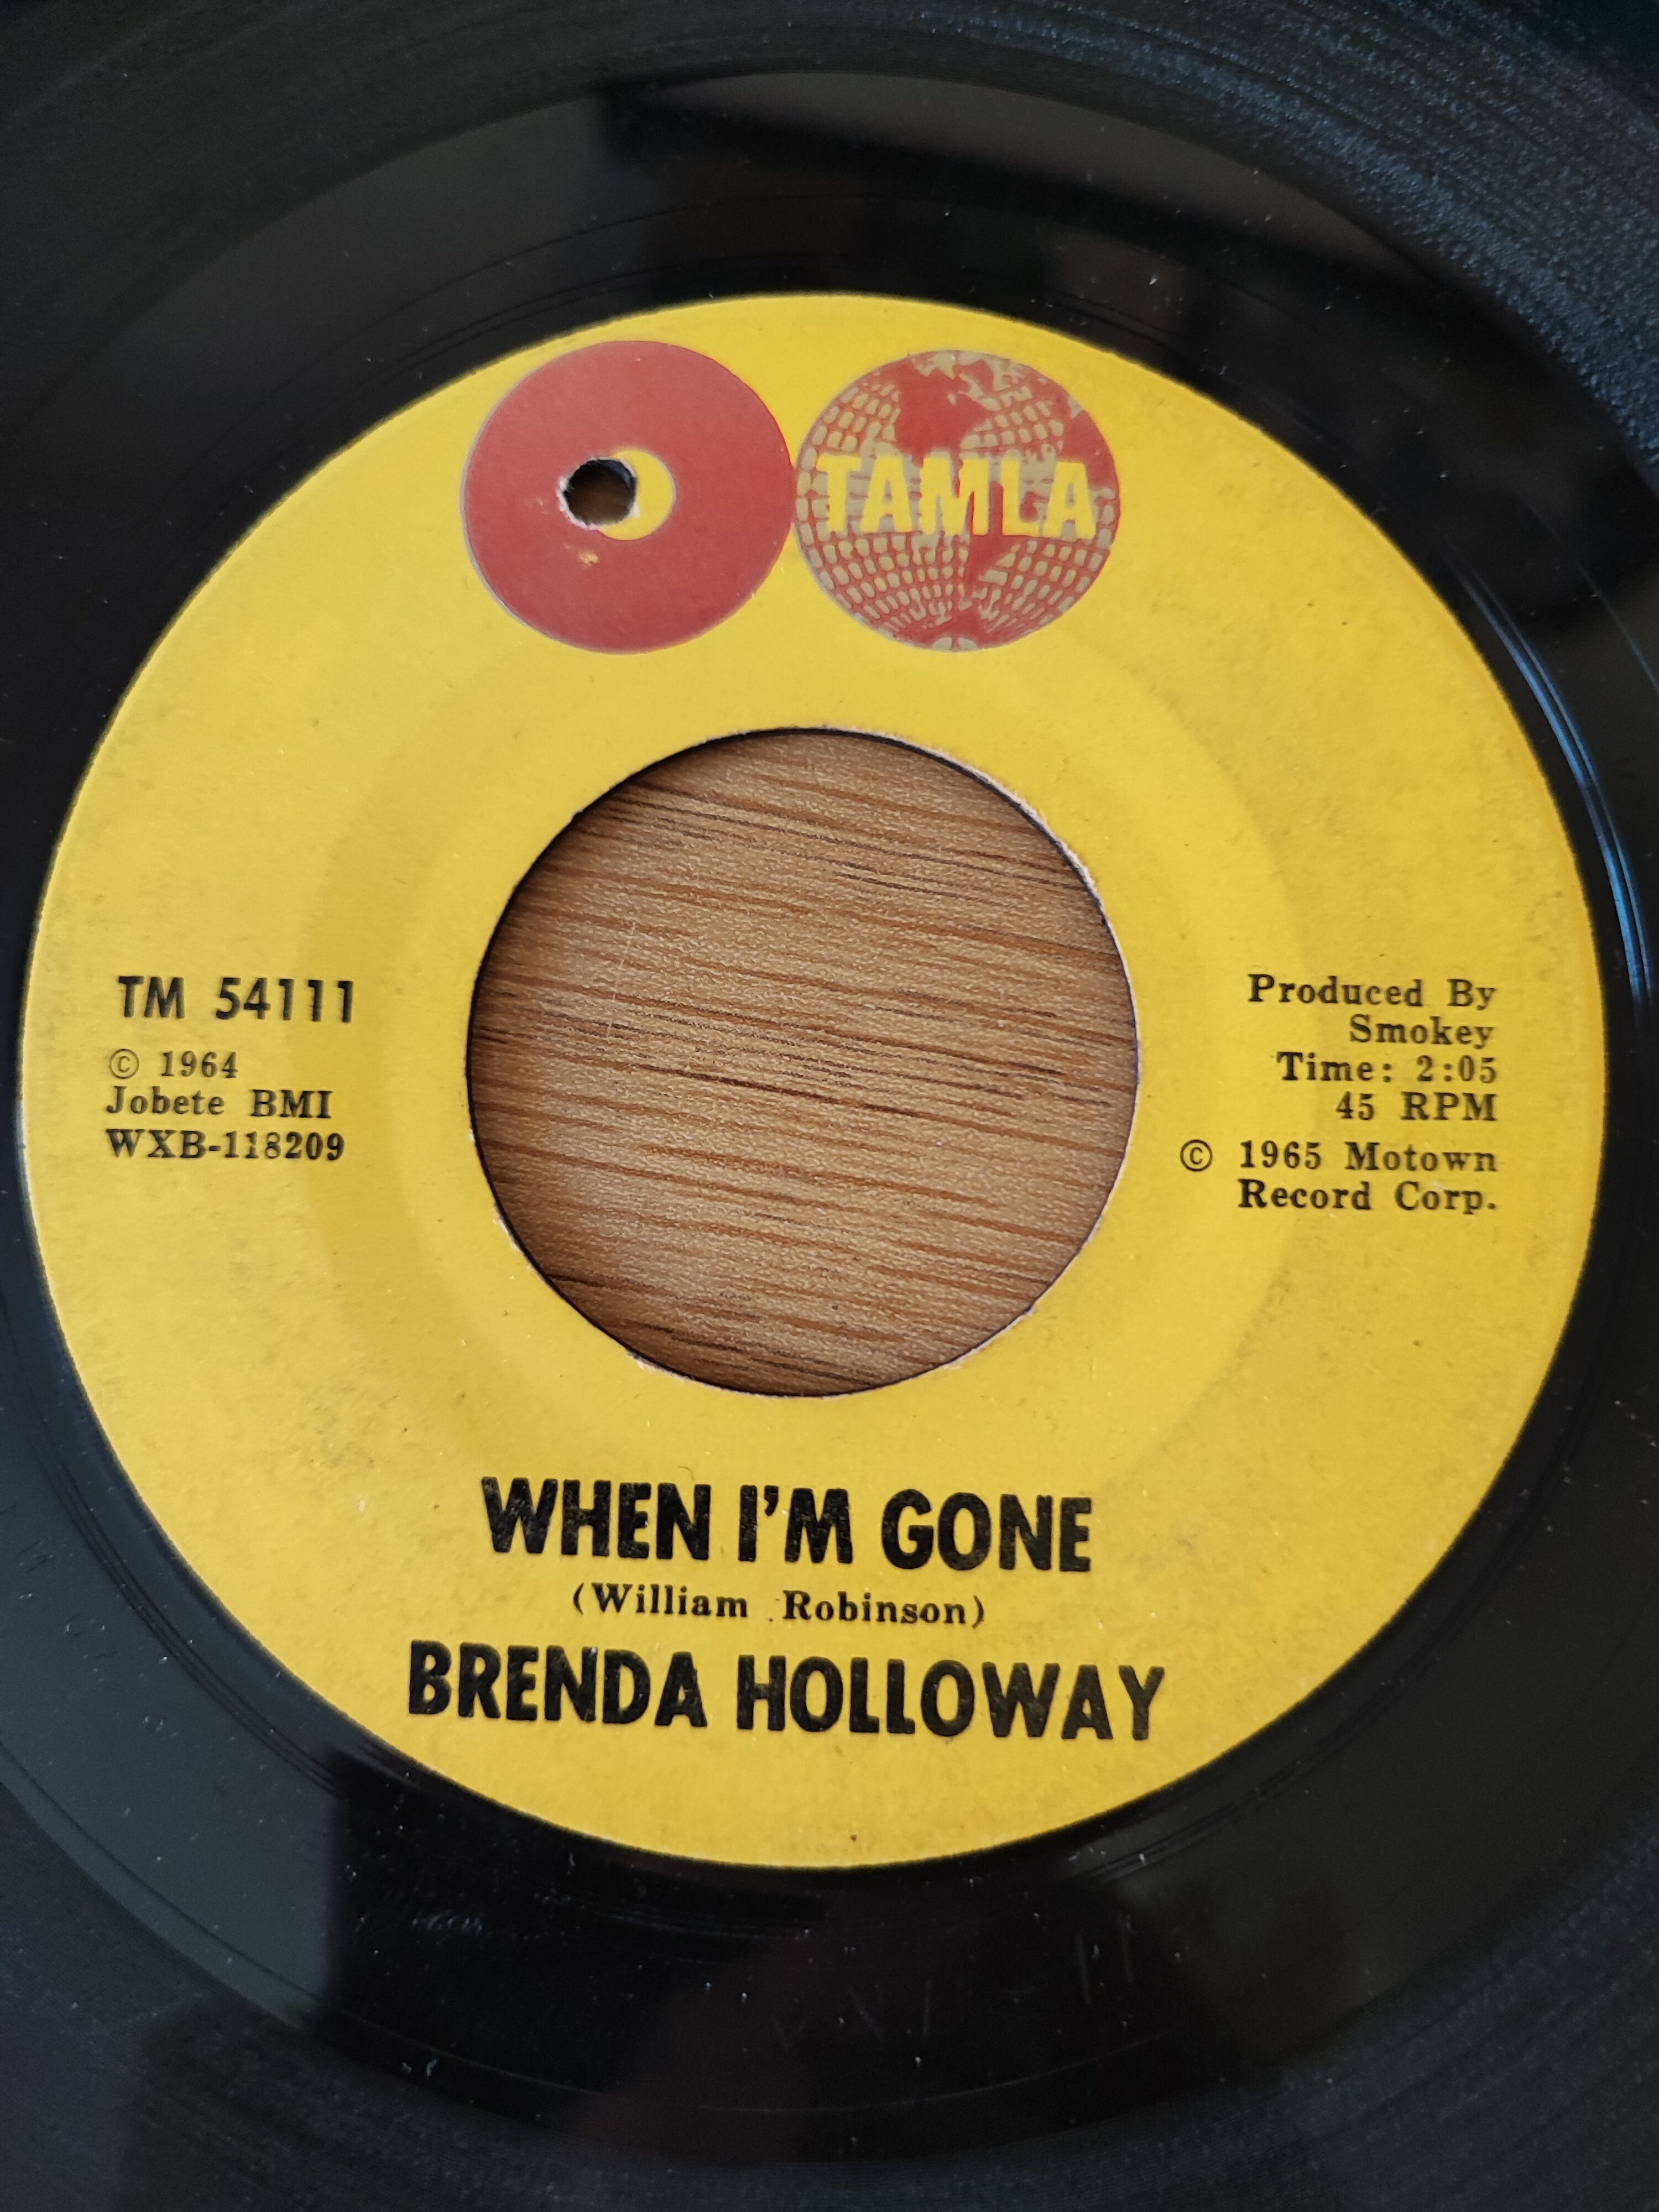 TAMLA
TM 54111
© 1964
Jobete BMI
WXB-118209
Produced By
Smokey
Time: 2:05
45 RPM
© 1965 Motown
Record Corp.
WHEN I'M GONE
(William Robinson)
BRENDA HOLLOWAY